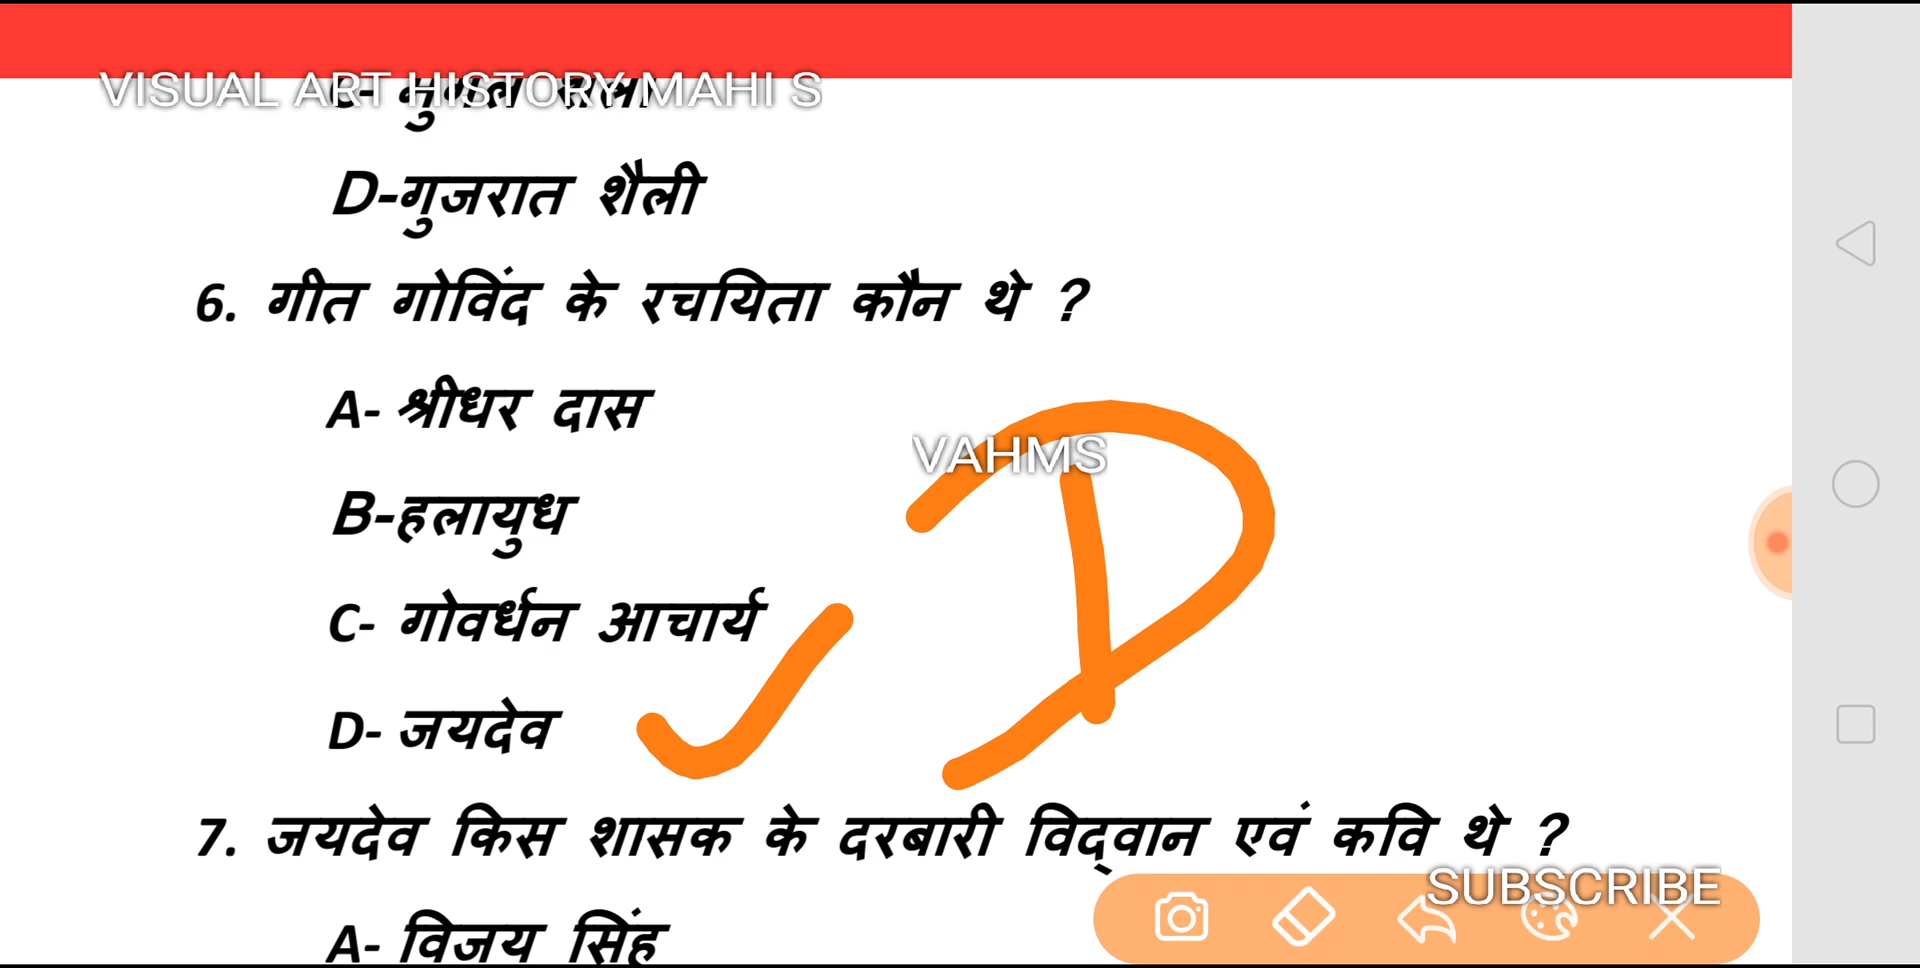 VISUAL ART HISTORY MAHI S
C-
D-गुजरात शैली
6. गीत गोविंद के रचयिता कौन थे ?
A- श्रीधर दास
VAHMS
B-हलायुध
C- गोवर्धन आचार्य
D- जयदेव
D
7. जयदेव किस शासक के दरबारी विद्वान एवं कवि थे ?
SUBSCRIBE
A- विजय सिंह